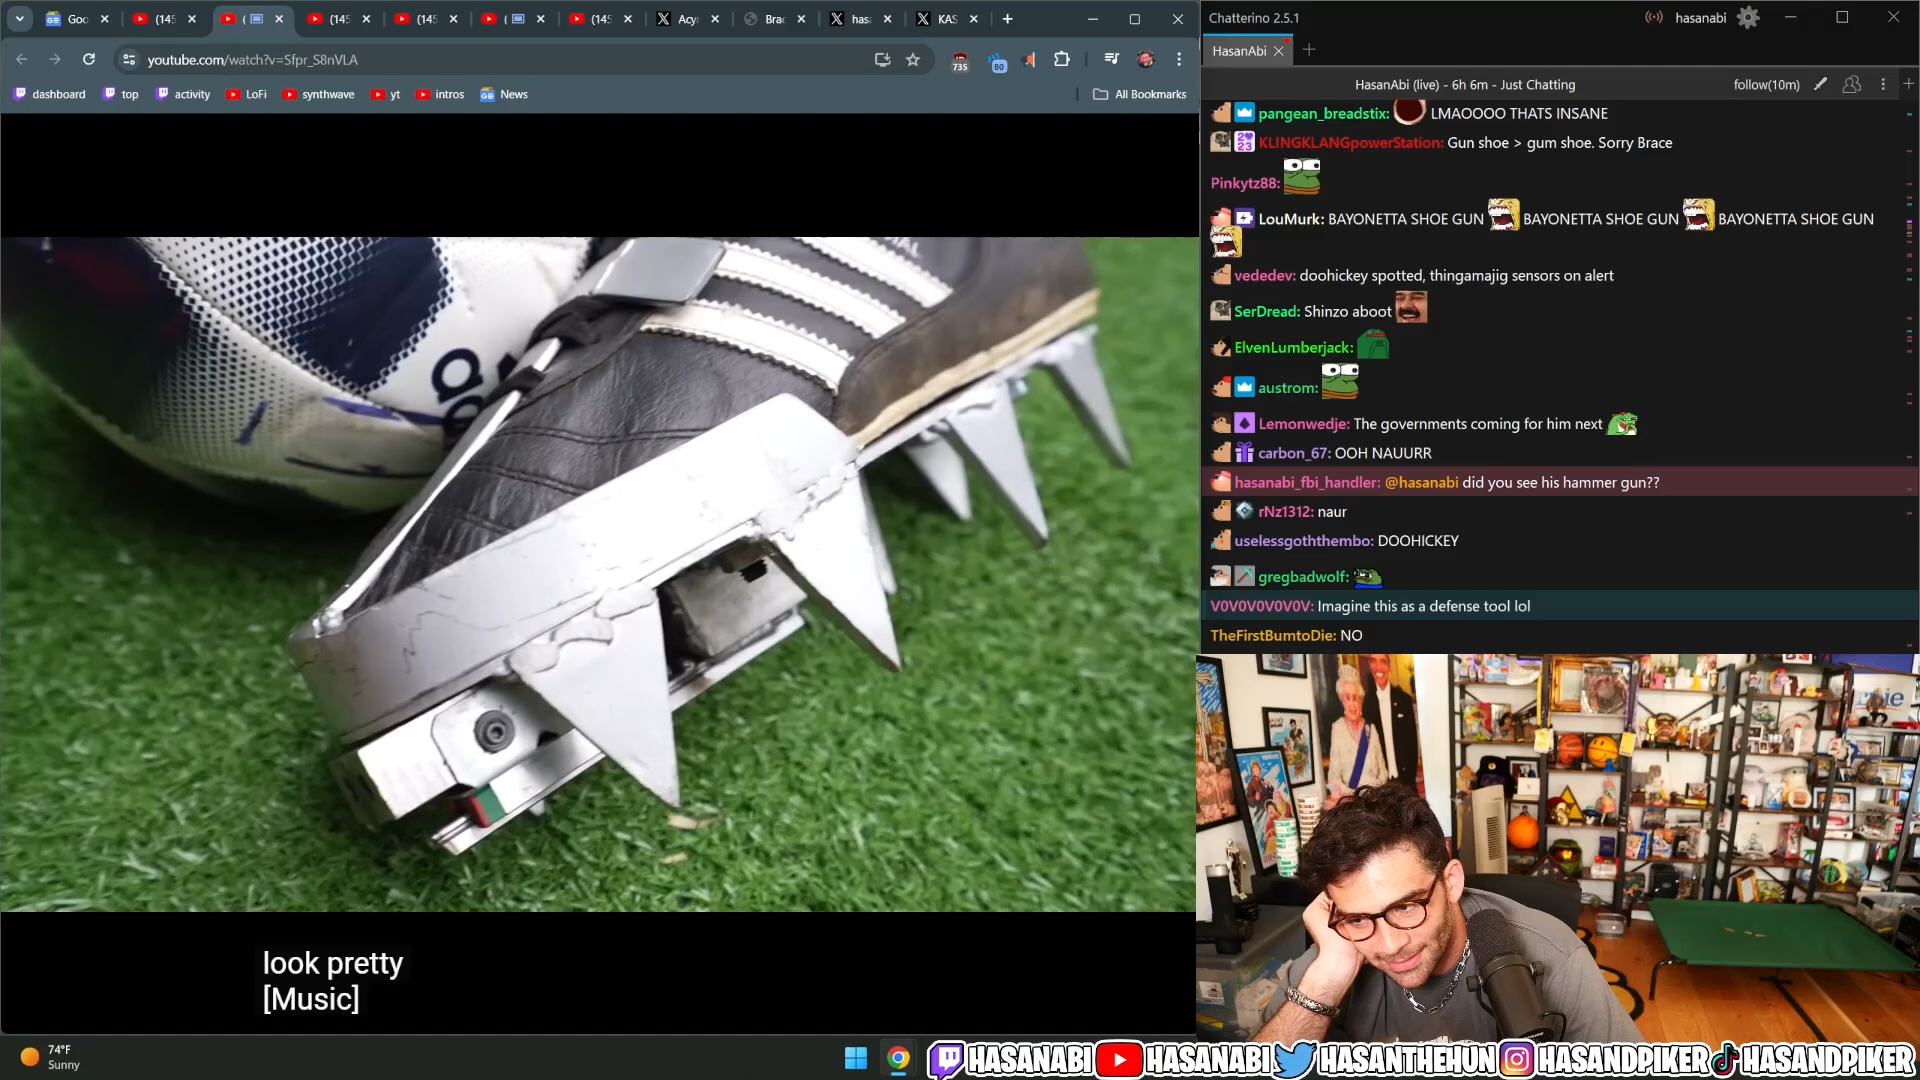 Goo
(145
(
(145
(145
(
(145
Acy
Brac
has
KAS
Chatterino 2.5.1
hasanabi
youtube.com/watch?v=Sfpr_S8nVLA
735
80
HasanAbi
dashboard
top
activity
LoFi
synthwave
yt
intros
News
All Bookmarks
HasanAbi (live) - 6h 6m - Just Chatting
follow(10m)
pangean_breadstix: LMAOOOO THATS INSANE
KLINGKLANGpowerStation: Gun shoe > gum shoe. Sorry Brace
Pinkytz88:
LouMurk: BAYONETTA SHOE GUN BAYONETTA SHOE GUN BAYONETTA SHOE GUN
vededev: doohickey spotted, thingamajig sensors on alert
SerDread: Shinzo aboot
ElvenLumberjack:
austrom:
Lemonwedje: The governments coming for him next
carbon_67: OOH NAUURR
hasanabi_fbi_handler: @hasanabi did you see his hammer gun??
rNz1312: naur
uselessgoththembo: DOOHICKEY
gregbadwolf:
V0V0V0V0V0V: Imagine this as a defense tool lol
TheFirstBumtoDie: NO
look pretty
[Music]
74°F
Sunny
HASANABI HASANABI HASANTHEHUN HASANDPIKER HASANDPIKER